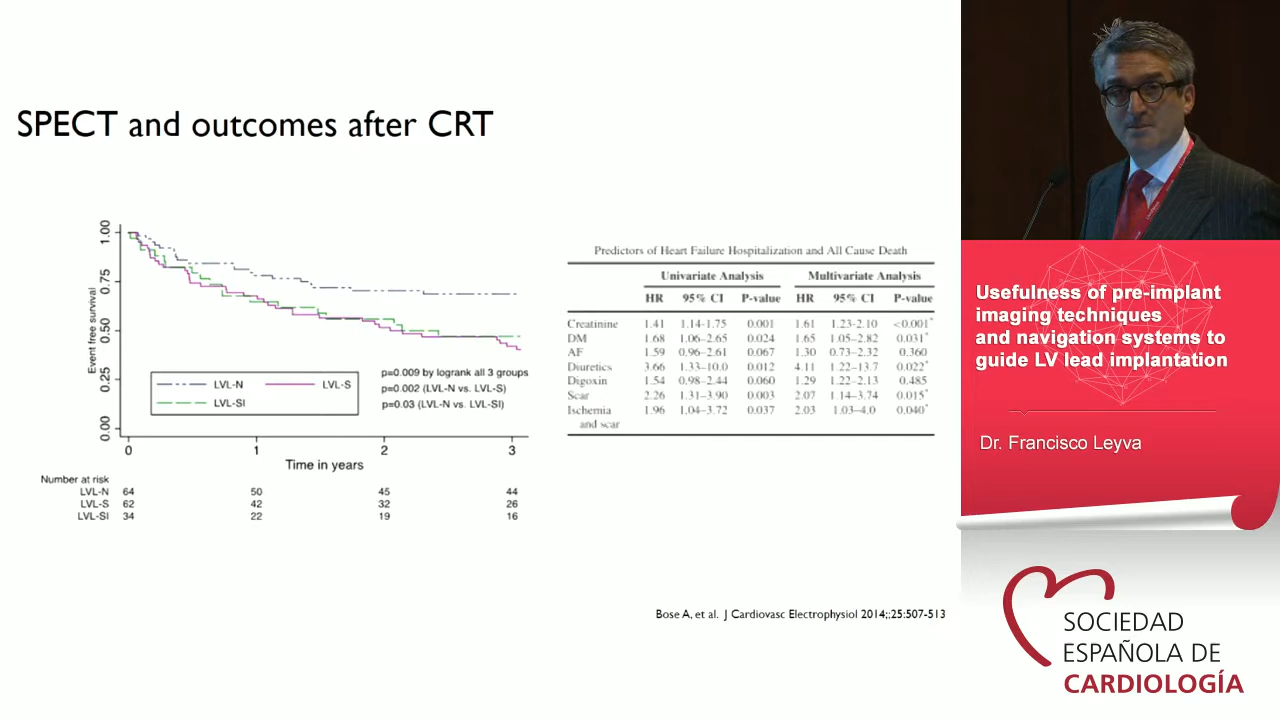 SPECT and outcomes after CRT
Event free survival
1.00
0.75
0.50
0.25
0.00
LVL-N
LVL-S
LVL-SI
p=0.009 by logrank all 3 groups
p=0.002 (LVL-N vs. LVL-S)
p=0.03 (LVL-N vs. LVL-SI)
0 1 2 3
Time in years
Number at risk
LVL-N 64 50 45 44
LVL-S 62 42 32 26
LVL-SI 34 22 19 16
Predictors of Heart Failure Hospitalization and All Cause Death
Univariate Analysis Multivariate Analysis
HR 95% CI P-value HR 95% CI P-value
Creatinine 1.41 1.14-1.75 0.001 1.61 1.23-2.10 <0.001*
DM 1.68 1.06–2.65 0.024 1.65 1.05–2.82 0.031*
AF 1.59 0.96–2.61 0.067 1.30 0.73–2.32 0.360
Diuretics 3.66 1.33–10.0 0.012 4.11 1.22–13.7 0.022*
Digoxin 1.54 0.98–2.44 0.060 1.29 1.22–2.13 0.485
Scar 2.26 1.31–3.90 0.003 2.07 1.14–3.74 0.015*
Ischemia 1.96 1.04–3.72 0.037 2.03 1.03–4.0 0.040*
and scar
Bose A, et al. J Cardiovasc Electrophysiol 2014;;25:507-513
Usefulness of pre-implant
imaging techniques
and navigation systems to
guide LV lead implantation
Dr. Francisco Leyva
SOCIEDAD
ESPAÑOLA DE
CARDIOLOGÍA